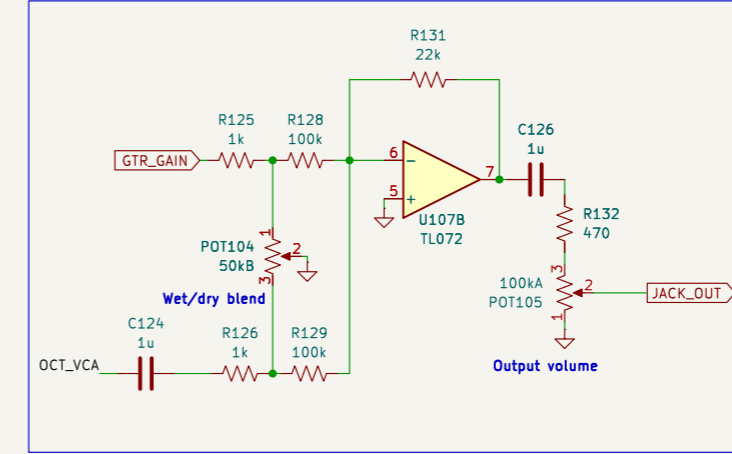 R131
22k
R125
1k
R128
100k
C126
1u
GTR_GAIN
6
7
5
U107B
TL072
R132
470
POT104
50kB
1
2
3
Wet/dry blend
100kA
POT105
3
2
1
JACK_OUT
C124
1u
R126
1k
R129
100k
OCT_VCA
Output volume